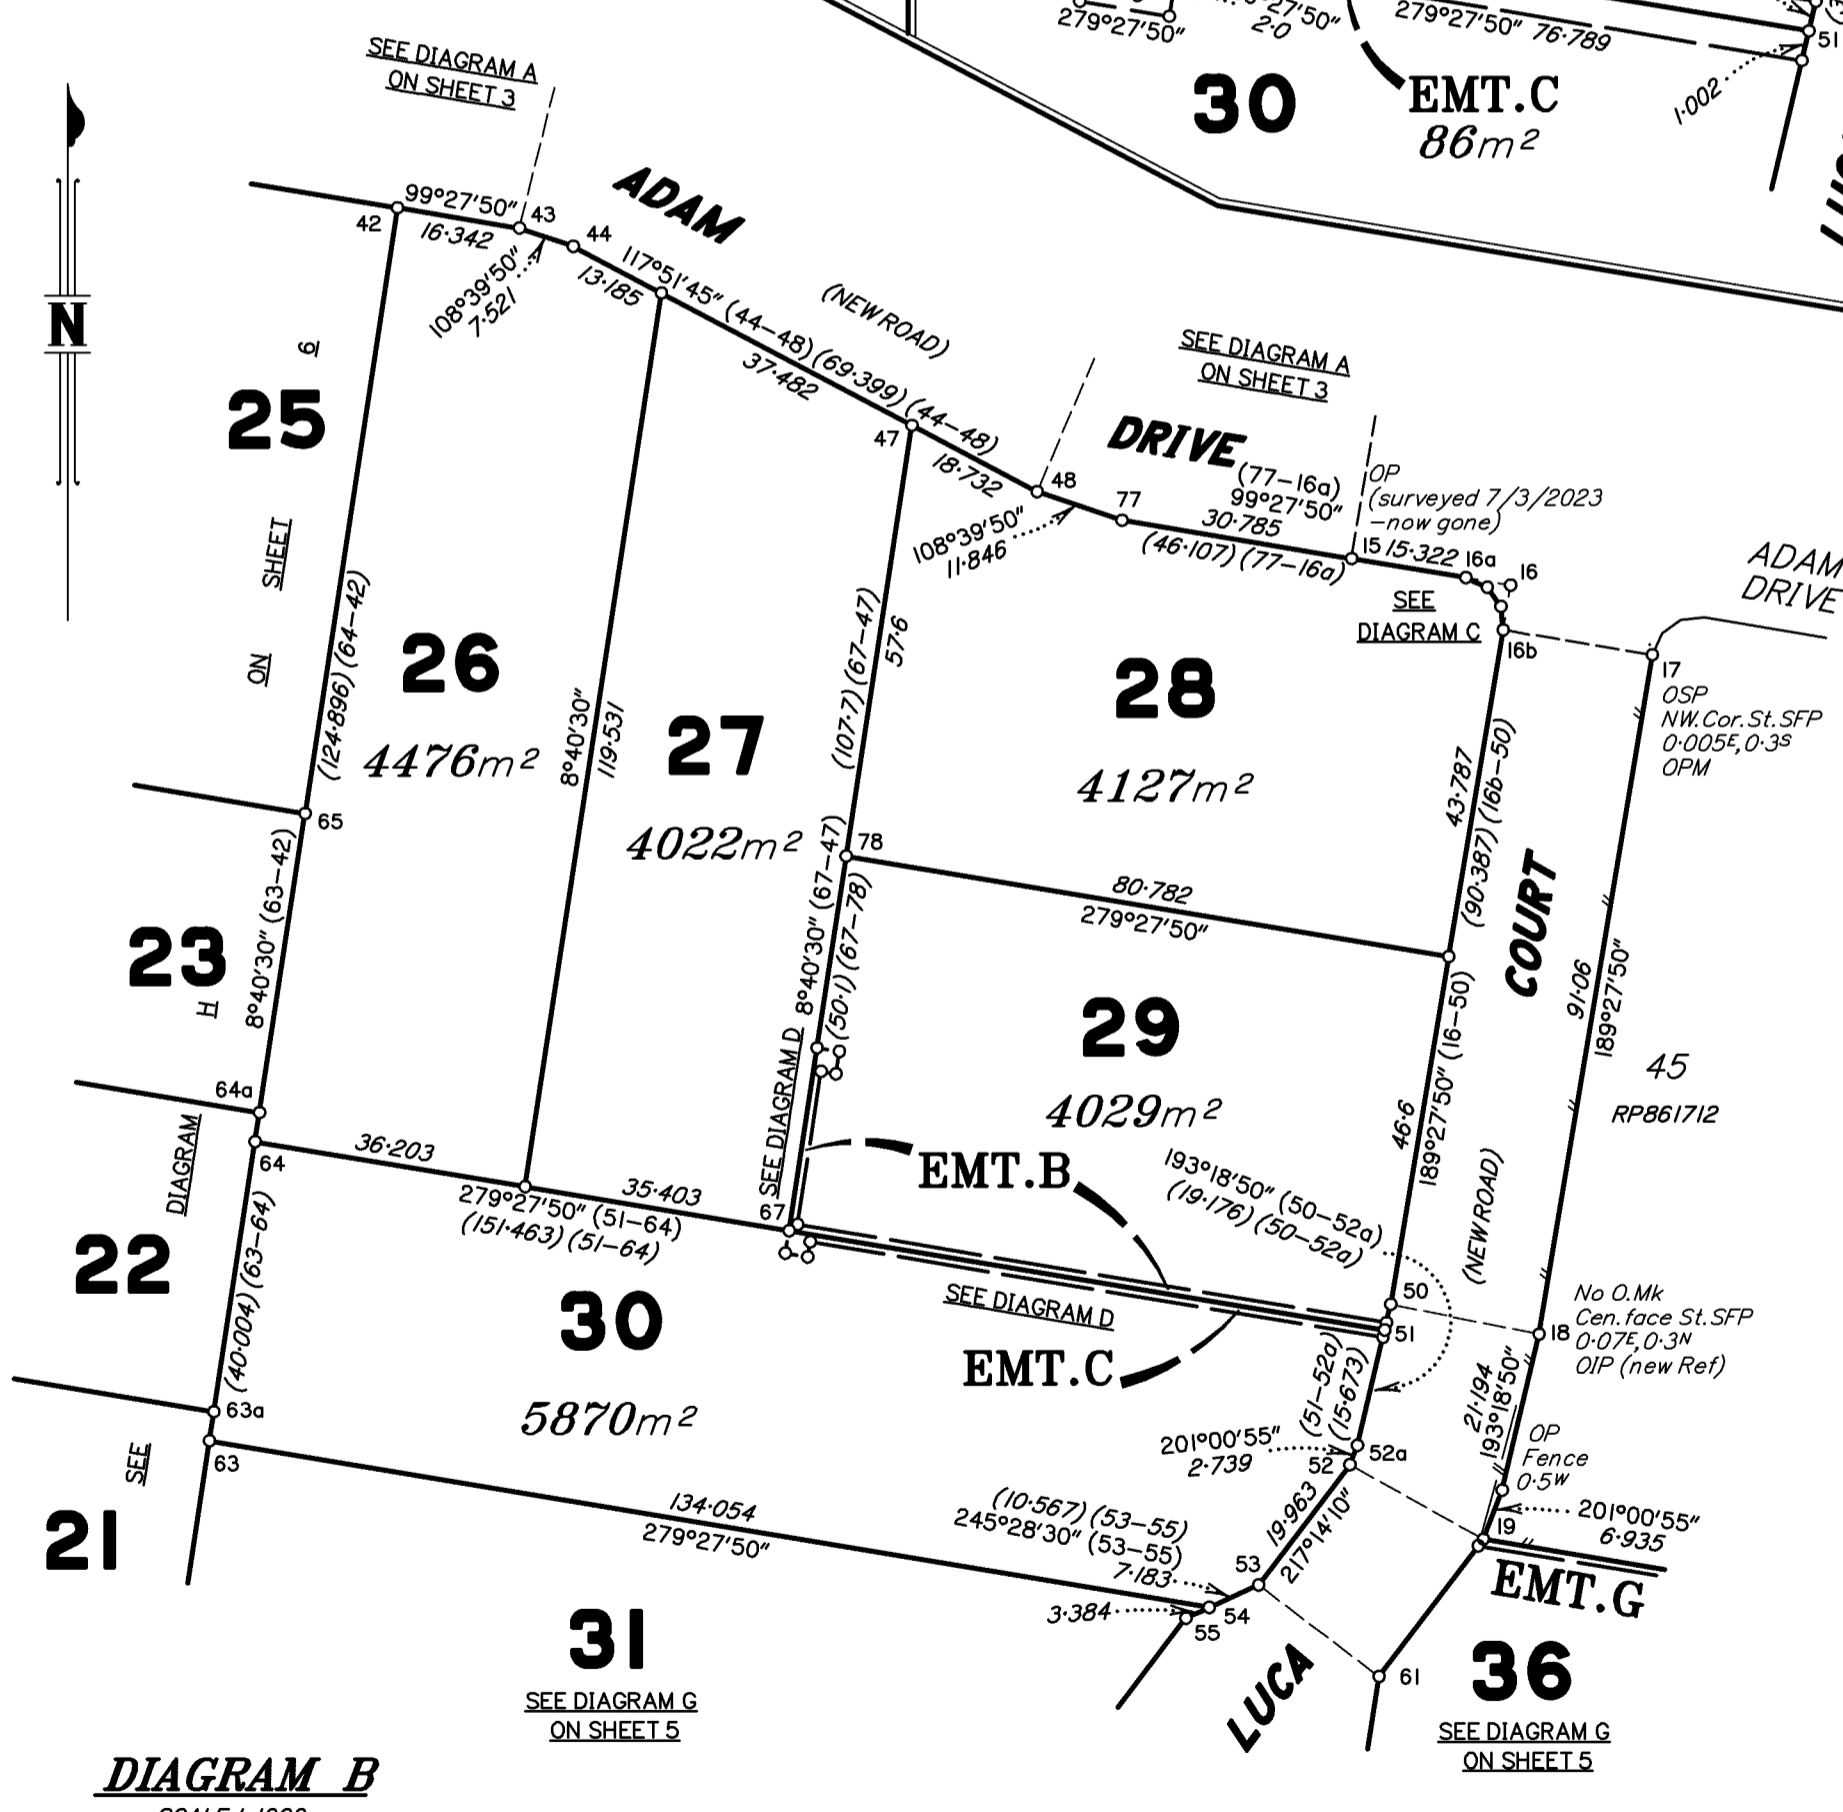 279°27'50"
27'50"
2·0
279°27'50" 76·789
51
1·002
30
EMT.C
86m²
SEE DIAGRAM A
ON SHEET 3
N
99°27'50"
42
16·342
43
44
108°39'50"
7·521
13·185
ADAM
117°51'45" (44–48) (69·399) (44–48)
37·482
(NEW ROAD)
47
18·732
48
SEE DIAGRAM A
ON SHEET 3
DRIVE
77
(77–16a)
99°27'50"
30·785
(46·107) (77–16a)
108°39'50"
11·846
OP
(surveyed 7/3/2023
–now gone)
15
15·322
16a
16
16b
SEE
DIAGRAM C
ADAM
DRIVE
17
OSP
NW.Cor.St.SFP
0·005E,0·3S
OPM
25
SEE DIAGRAM H ON SHEET 6
(124·896) (64–42)
26
4476m²
8°40'30"
119·531
27
4022m²
(107·7) (67–47)
57·6
28
4127m²
43·787
(90·387) (16b–50)
65
8°40'30" (63–42)
23
78
80·782
279°27'50"
8°40'30" (67–47)
(50·1) (67–78)
SEE DIAGRAM D
29
4029m²
46·6
189°27'50" (16–50)
COURT
(NEW ROAD)
91·06
189°27'50"
45
RP861712
64a
64
36·203
35·403
279°27'50" (51–64)
(151·463) (51–64)
67
EMT.B
193°18'50" (50–52a)
(19·176) (50–52a)
22
(40·004) (63–64)
30
5870m²
SEE DIAGRAM D
EMT.C
50
51
18
No O.Mk
Cen.face St.SFP
0·07E,0·3N
OIP (new Ref)
(51–52a)
(15·673)
21·194
193°18'50"
63a
63
201°00'55"
2·739
52a
52
OP
Fence
0·5W
201°00'55"
6·935
19
EMT.G
21
134·054
279°27'50"
(10·567) (53–55)
245°28'30" (53–55)
7·183
3·384
53
19·963
217°14'10"
54
55
61
31
SEE DIAGRAM G
ON SHEET 5
LUCA
36
SEE DIAGRAM G
ON SHEET 5
DIAGRAM B